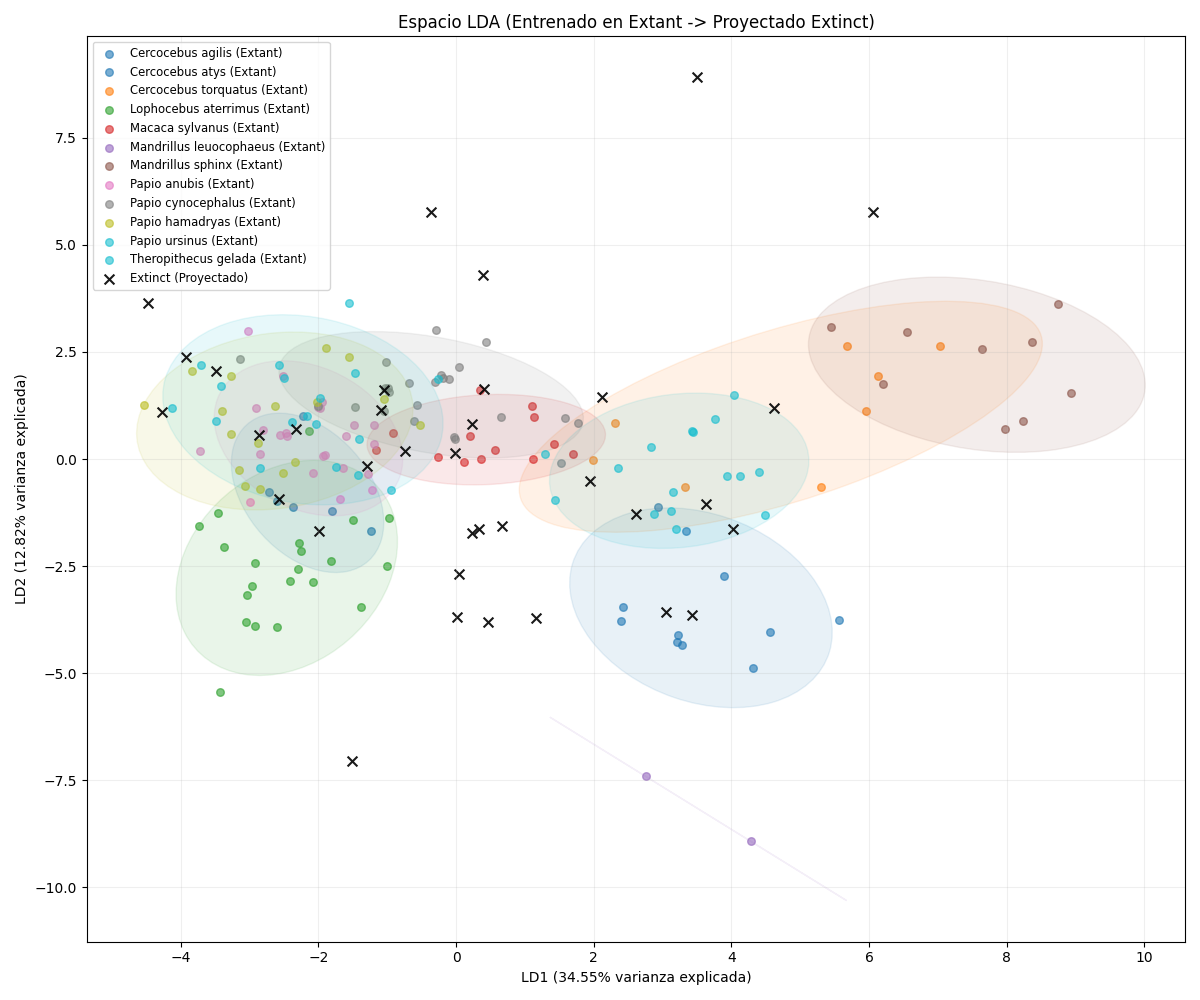 Espacio LDA (Entrenado en Extant -> Proyectado Extinct)
Cercocebus agilis (Extant)
Cercocebus atys (Extant)
Cercocebus torquatus (Extant)
Lophocebus aterrimus (Extant)
Macaca sylvanus (Extant)
Mandrillus leucophaeus (Extant)
Mandrillus sphinx (Extant)
Papio anubis (Extant)
Papio cynocephalus (Extant)
Papio hamadryas (Extant)
Papio ursinus (Extant)
Theropithecus gelada (Extant)
Extinct (Proyectado)
LD2 (12.82% varianza explicada)
7.5
5.0
2.5
0.0
−2.5
−5.0
−7.5
−10.0
−4 −2 0 2 4 6 8 10
LD1 (34.55% varianza explicada)